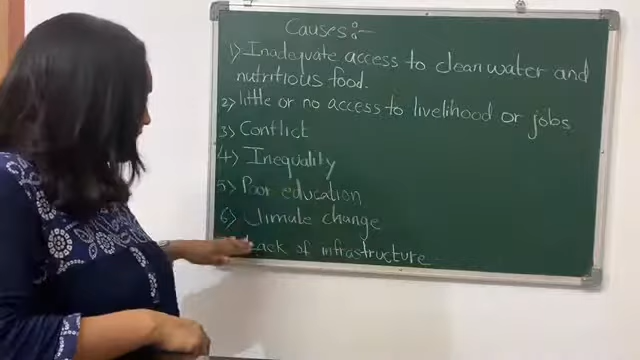 Causes:-
1) Inadequate access to clean water and
nutritious food.
2) little or no access to livelihood or jobs
3) Conflict
4) Inequality
5) Poor education
6) Climate change
Lack of infrastructure